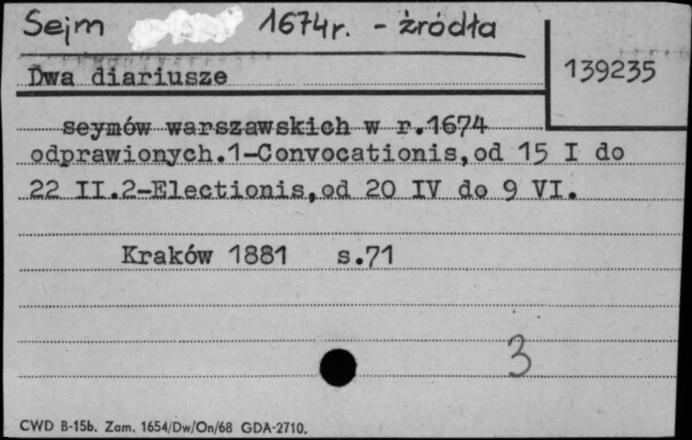 Sejm 1674r. - źródła
139235
Dwa diariusze
seymów warszawskich w r.1674
odprawionych.1-Convocationis,od 15 I do
22 II.2-Electionis,od 20 IV do 9 VI.
Kraków 1881 s.71
3
CWD B-15b. Zam. 1654/Dw/On/68 GDA-2710.